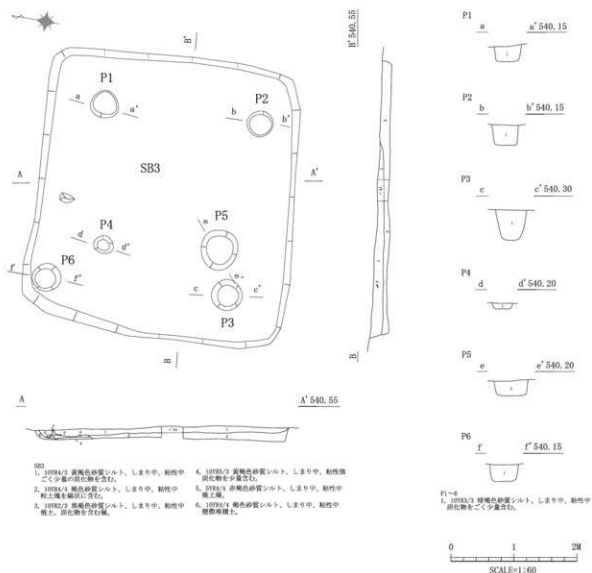 B'
B' 540.55
P1
a
a' 540.15
P1
P2
a
a'
b
b'
P2
b
b' 540.15
A
A'
SB3
P3
c
c' 540.30
P4
P5
e
d
d'
P6
f
f'
e'
c
c'
P3
P4
d
d' 540.20
P5
e
e' 540.20
B
B
A
A' 540.55
P6
f
f' 540.15
SB3
1、10YR4/3 黄褐色砂質シルト、しまり中、粘性中
ごく少量の炭化物を含む。
2、10YR4/4 褐色砂質シルト、しまり中、粘性中
粘土塊を縞状に含む。
3、10YR2/3 黒褐色砂質シルト、しまり中、粘性中
焼土、炭化物を含む層。
4、10YR5/3 黄褐色砂質シルト、しまり中、粘性強
炭化物を少量含む。
5、5YR4/4 赤褐色砂質シルト、しまり中、粘性中
焼土層。
6、10YR4/4 褐色砂質シルト、しまり中、粘性中
壁際堆積土。
P1~6
1、10YR3/3 暗褐色砂質シルト、しまり中、粘性中
炭化物をごく少量含む。
0 1 2M
SCALE=1:60